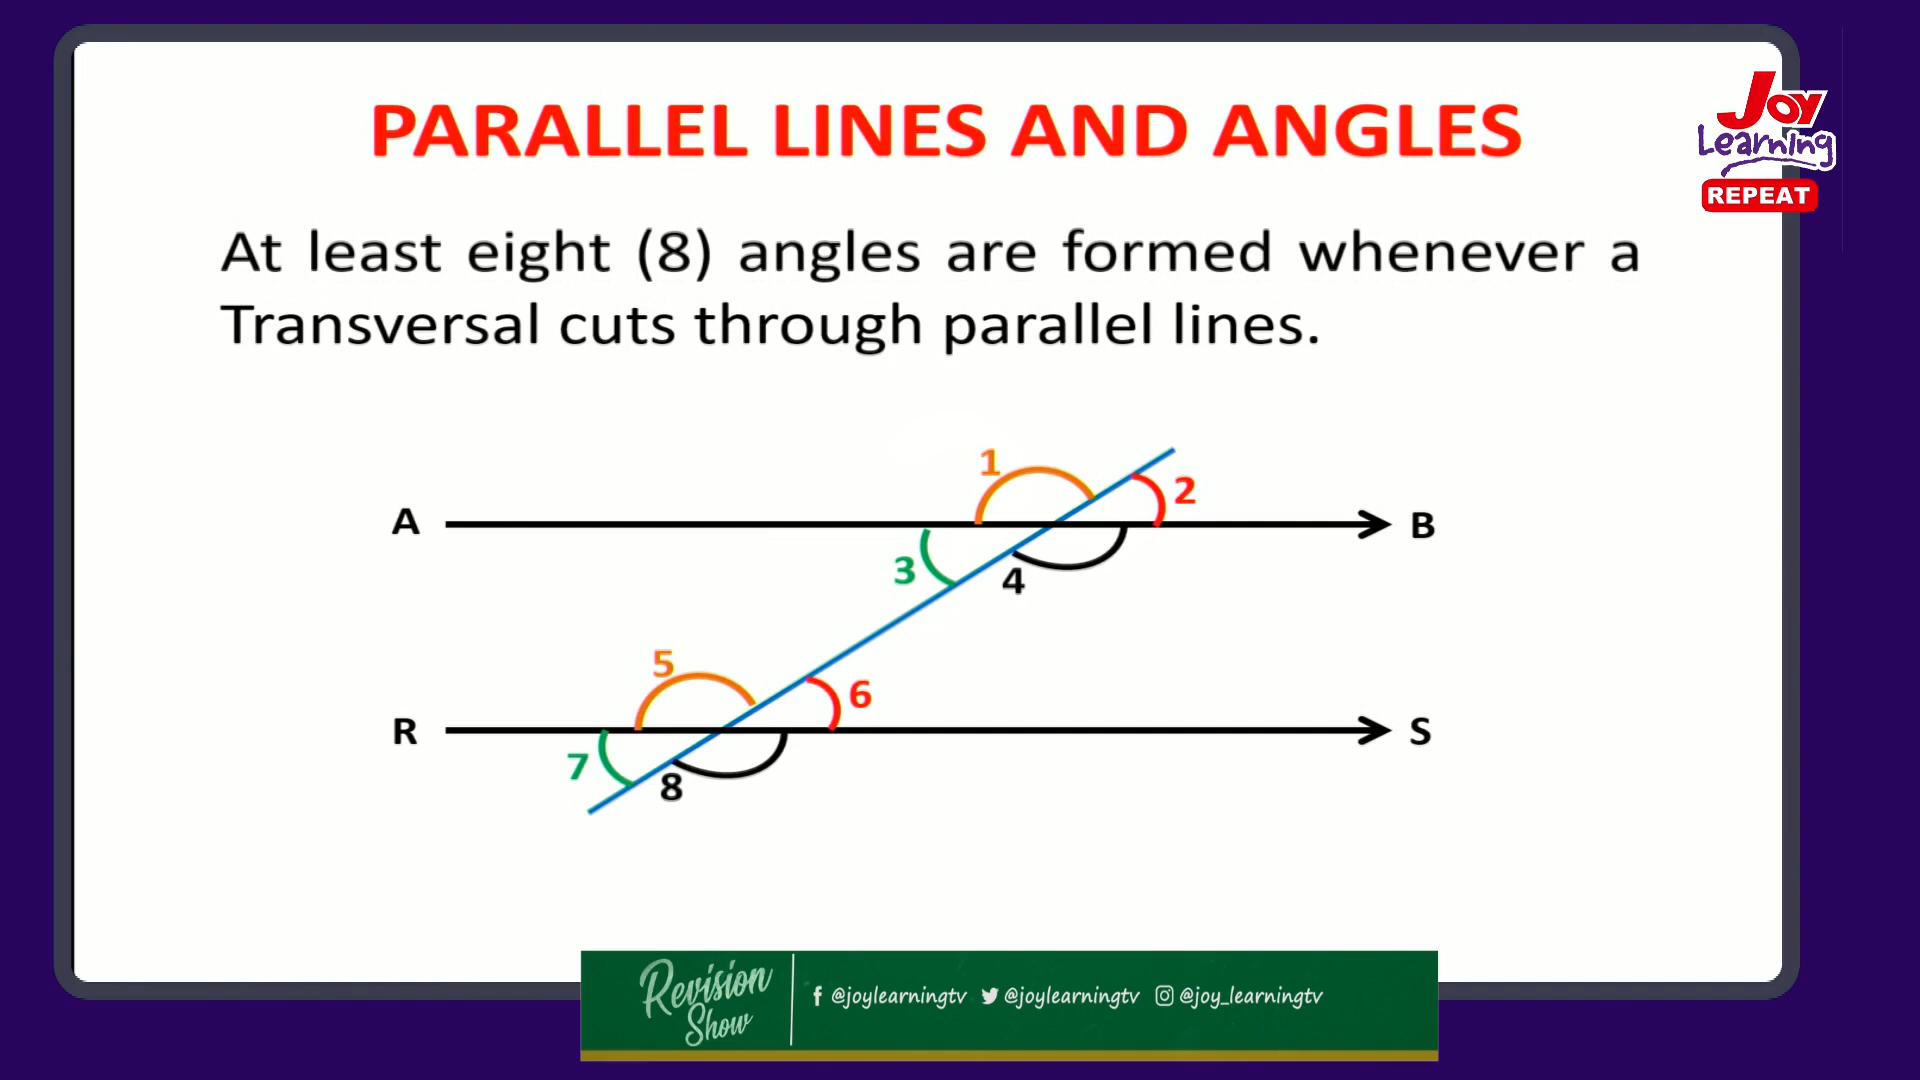 PARALLEL LINES AND ANGLES
Joy
Learning
REPEAT
At least eight (8) angles are formed whenever a
Transversal cuts through parallel lines.
1
2
A
B
3
4
5
6
R
S
7
8
Revision
Show
@joylearningtv @joylearningtv @joy_learningtv